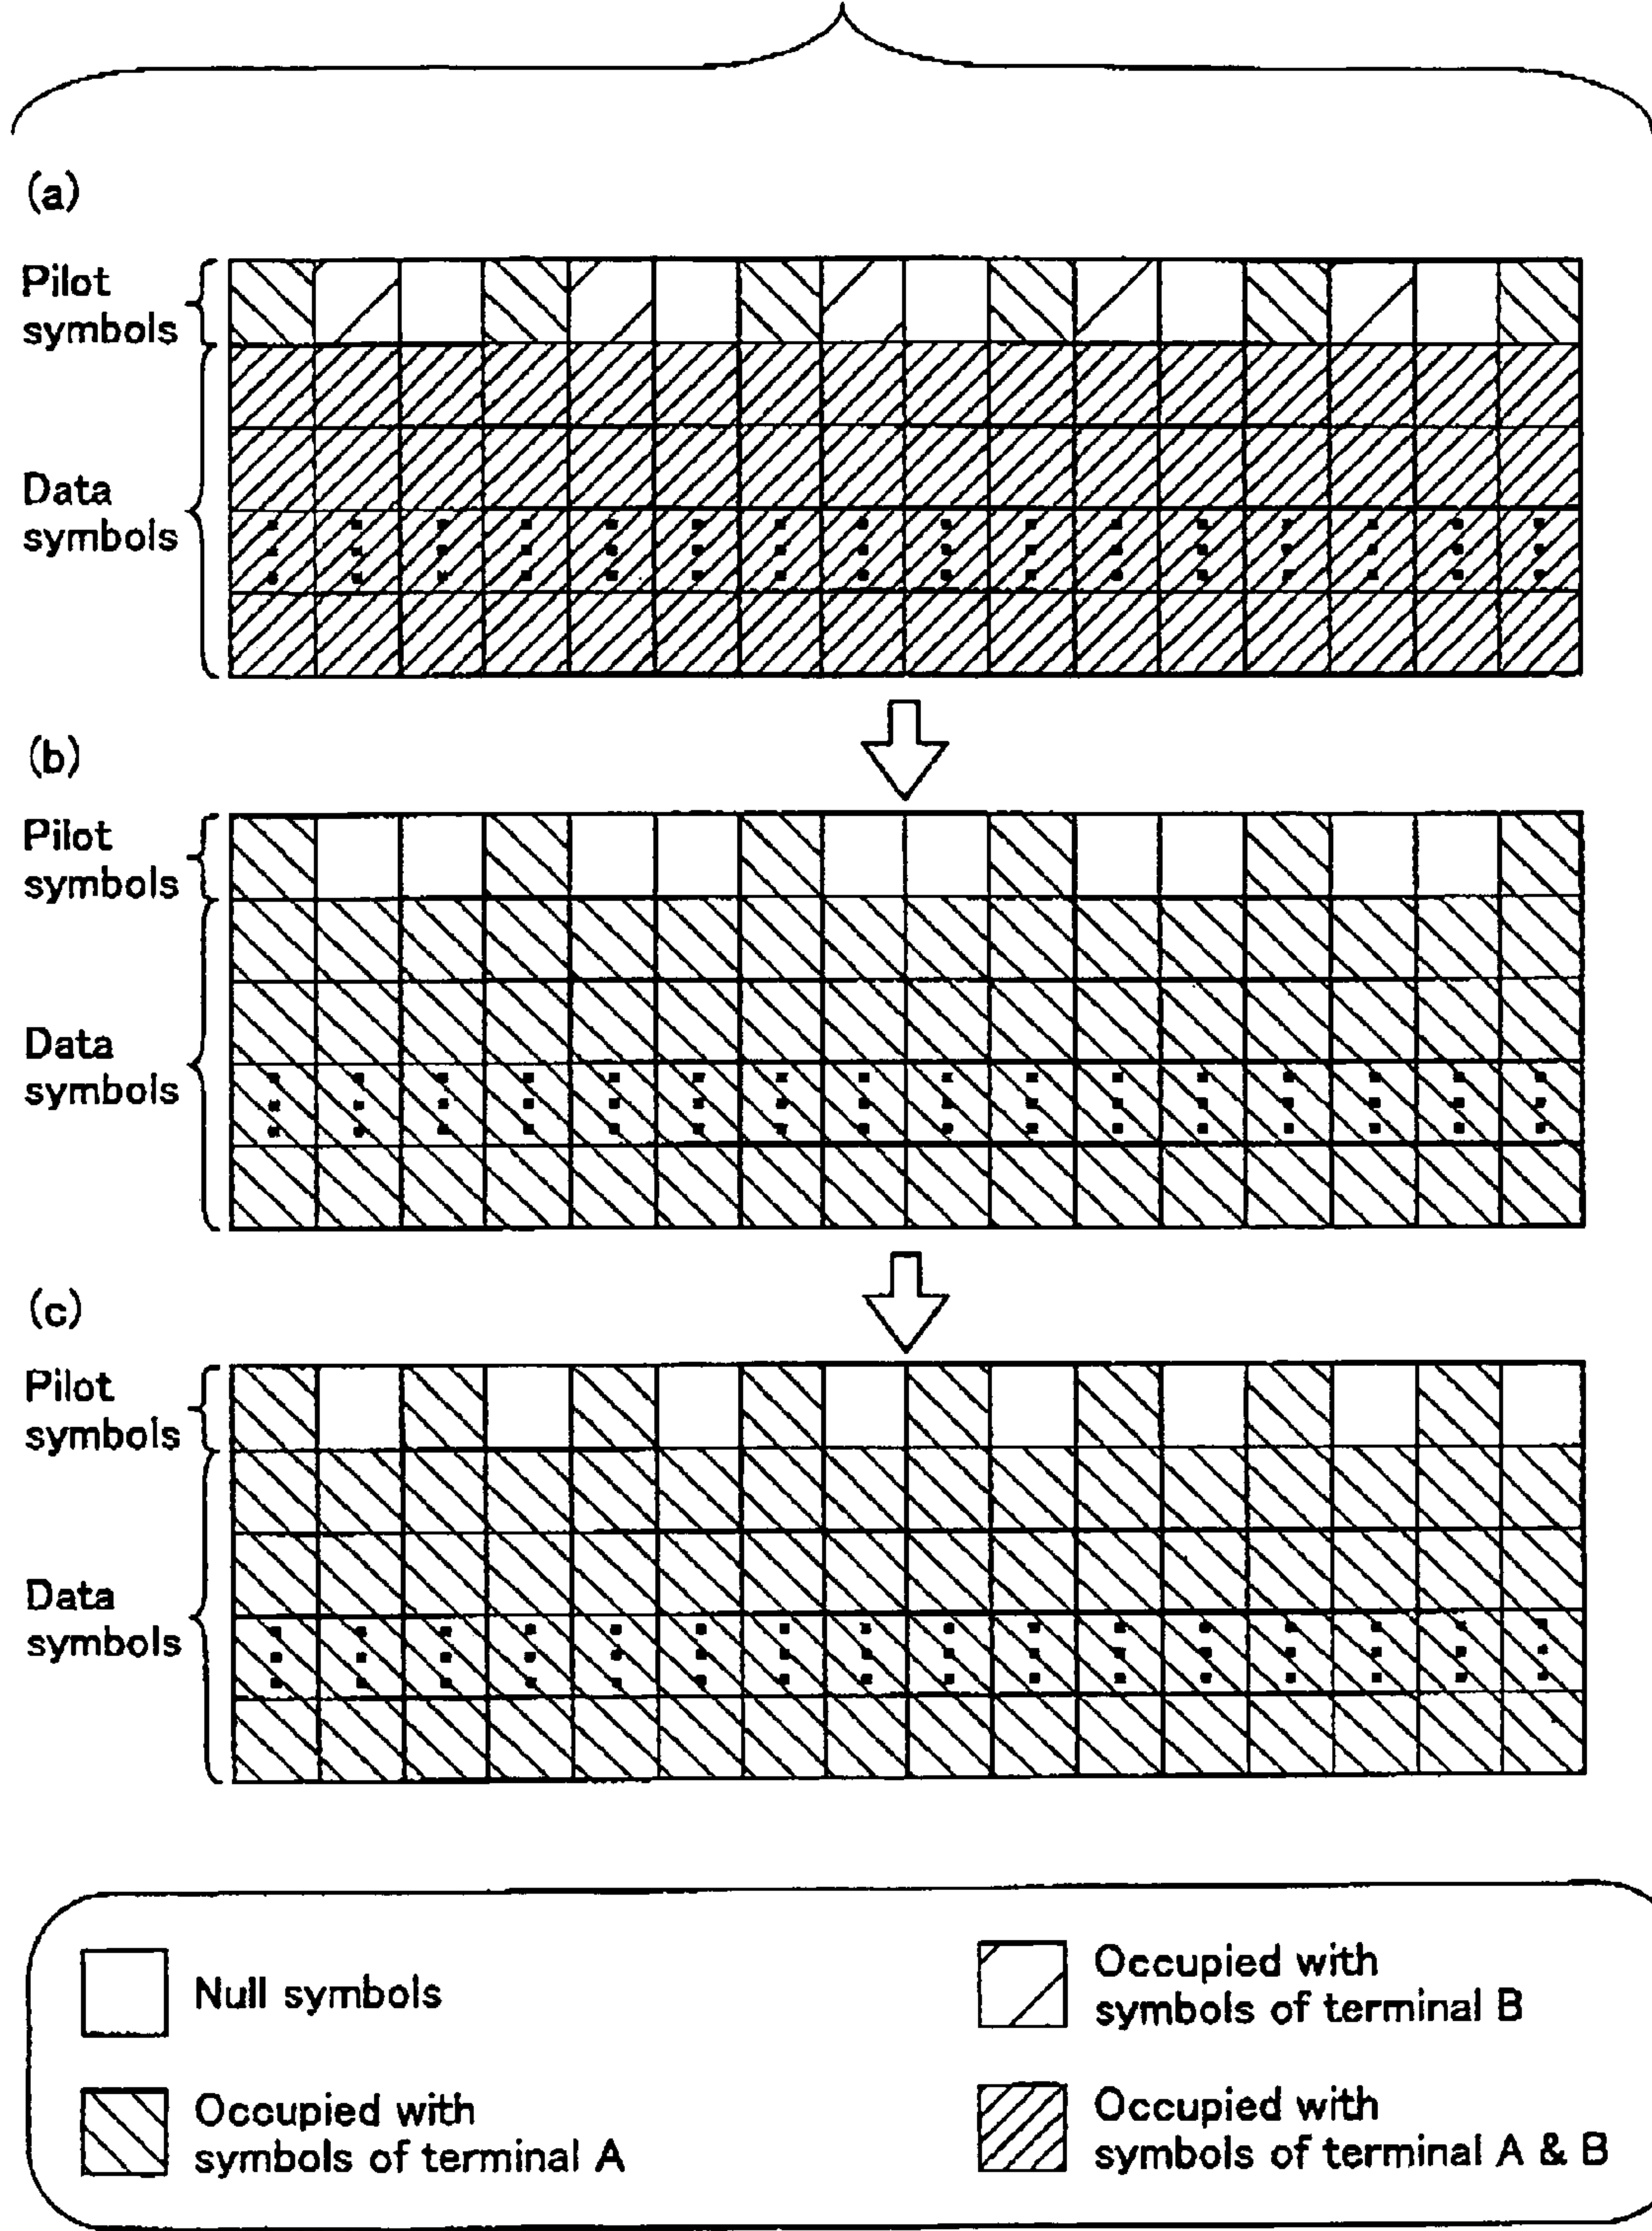 (a)
Pilot
symbols
Data
symbols
(b)
Pilot
symbols
Data
symbols
(c)
Pilot
symbols
Data
symbols
Null symbols
Occupied with
symbols of terminal A
Occupied with
symbols of terminal B
Occupied with
symbols of terminal A & B